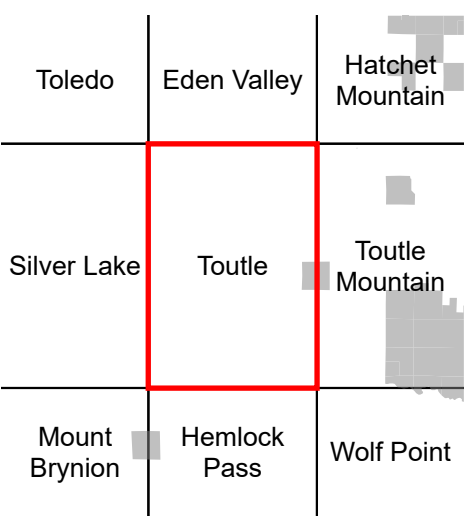 Toledo
Eden Valley
Hatchet
Mountain
Silver Lake
Toutle
Toutle
Mountain
Mount
Brynion
Hemlock
Pass
Wolf Point